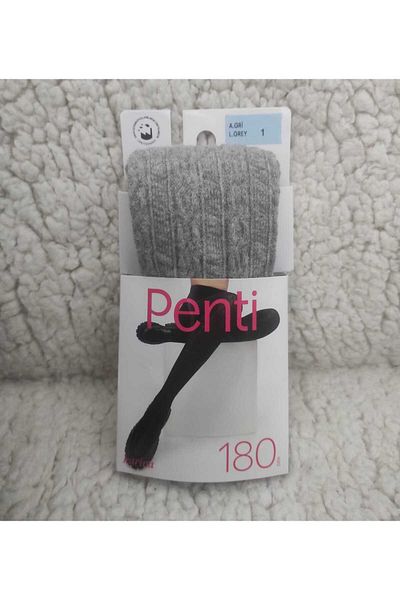 A.GRİ
L.GREY
1
Penti
180